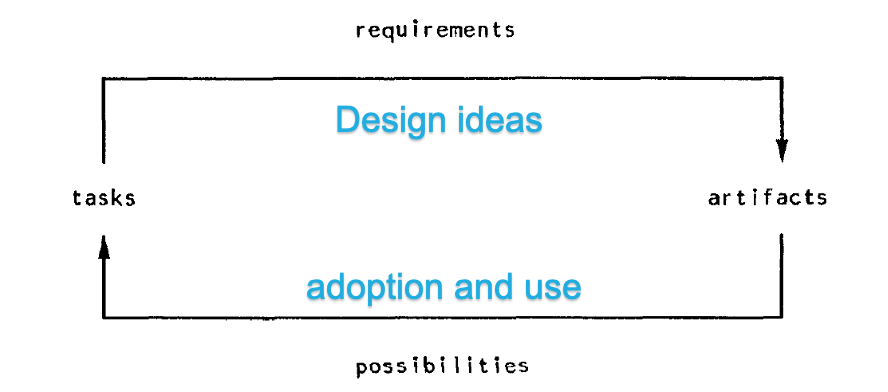 requirements
Design ideas
tasks
artifacts
adoption and use
possibilities